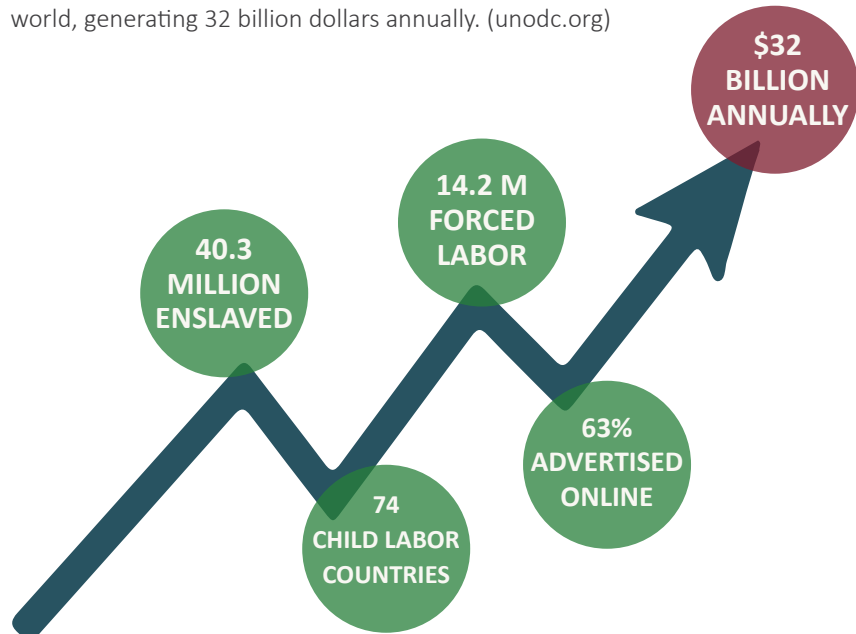 world, generating 32 billion dollars annually. (unodc.org)
$32
BILLION
ANNUALLY
14.2 M
FORCED
LABOR
40.3
MILLION
ENSLAVED
63%
ADVERTISED
ONLINE
74
CHILD LABOR
COUNTRIES